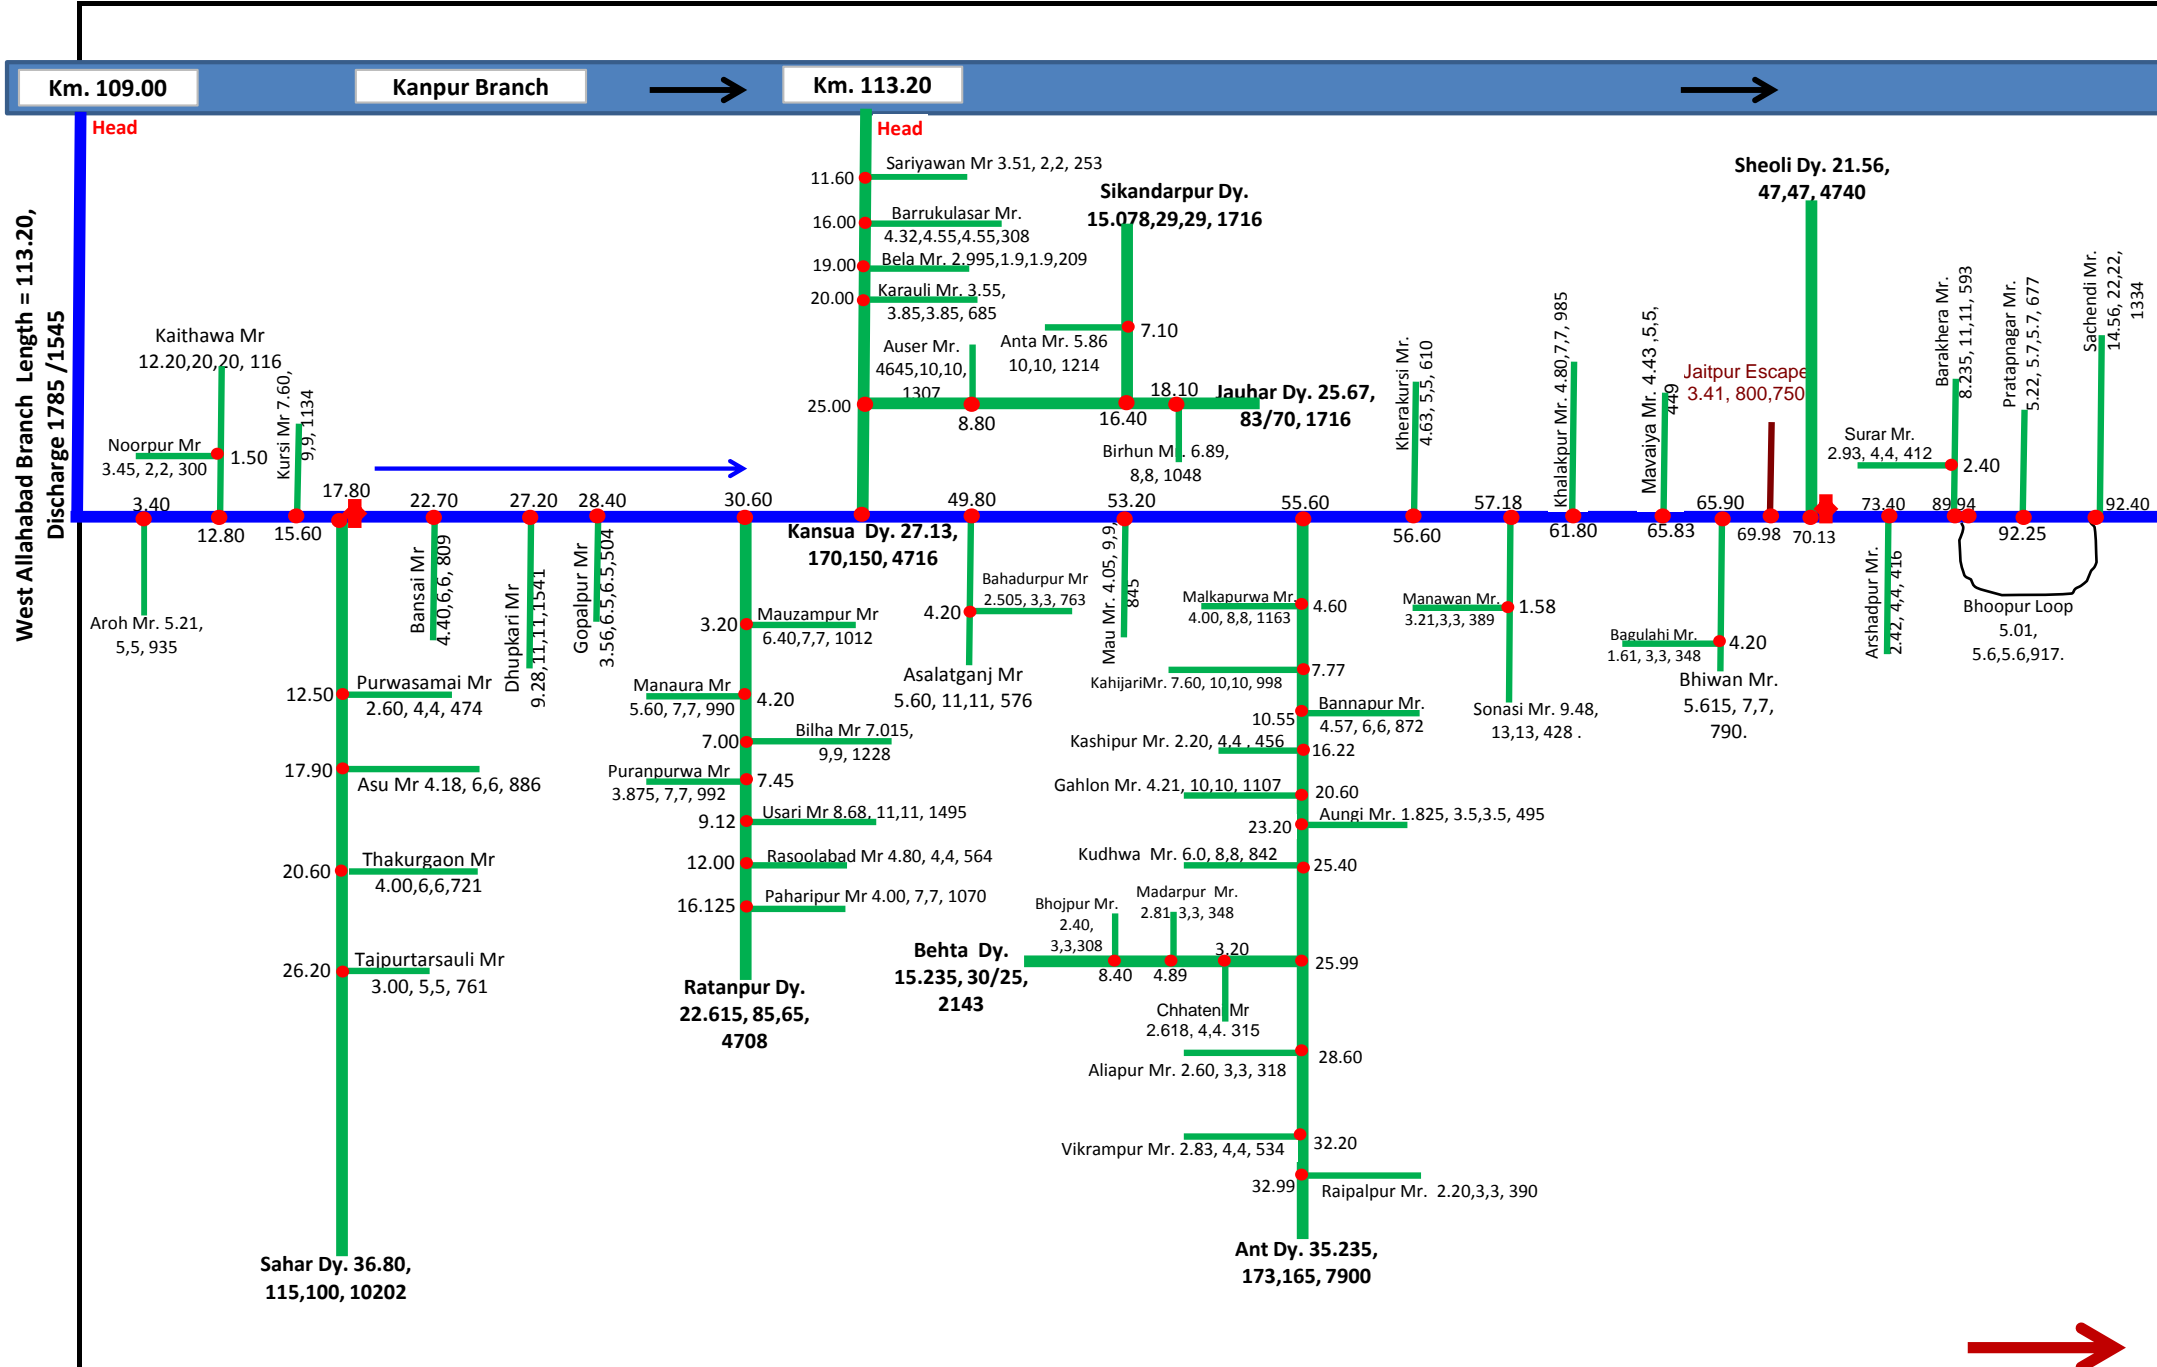 Km. 109.00
Kanpur Branch
Km. 113.20
Head
Head
West Allahabad Branch Length = 113.20,
Discharge 1785 /1545
Sariyawan Mr 3.51, 2,2, 253
11.60
Barrukulasar Mr.
16.00
4.32,4.55,4.55,308
Bela Mr. 2.995,1.9,1.9,209
19.00
Karauli Mr. 3.55,
20.00
3.85,3.85, 685
Auser Mr.
4645,10,10,
1307
25.00
8.80
Sikandarpur Dy.
15.078,29,29, 1716
7.10
Anta Mr. 5.86
10,10, 1214
18.10
16.40
Jauhar Dy. 25.67,
83/70, 1716
Birhun Mr. 6.89,
8,8, 1048
Sheoli Dy. 21.56,
47,47, 4740
Kaithawa Mr
12.20,20,20, 116
Noorpur Mr
3.45, 2,2, 300
1.50
Kursi Mr 7.60,
9,9, 1134
Kherakursi Mr.
4.63, 5,5, 610
Khalakpur Mr. 4.80,7,7, 985
Mavaiya Mr. 4.43 ,5,5,
449
Jaitpur Escape
3.41, 800,750
Surar Mr.
2.93, 4,4, 412
2.40
Barakhera Mr.
8.235, 11,11, 593
Pratapnagar Mr.
5.22, 5.7,5.7, 677
Sachendi Mr.
14.56, 22,22,
1334
3.40
12.80
15.60
17.80
22.70
27.20
28.40
30.60
49.80
53.20
55.60
56.60
57.18
61.80
65.83
65.90
69.98
70.13
73.40
89.94
92.25
92.40
Aroh Mr. 5.21,
5,5, 935
Bansai Mr
4.40,6,6, 809
Dhupkari Mr
9.28,11,11,1541
Gopalpur Mr
3.56,6.5,6.5,504
Kansua Dy. 27.13,
170,150, 4716
Bahadurpur Mr
2.505, 3,3, 763
4.20
Asalatganj Mr
5.60, 11,11, 576
Mau Mr. 4.05, 9,9,
845
Manawan Mr.
3.21,3,3, 389
1.58
Sonasi Mr. 9.48,
13,13, 428 .
Bagulahi Mr.
1.61, 3,3, 348
4.20
Bhiwan Mr.
5.615, 7,7,
790.
Arshadpur Mr.
2.42, 4,4, 416
Bhoopur Loop
5.01,
5.6,5.6,917.
12.50
Purwasamai Mr
2.60, 4,4, 474
17.90
Asu Mr 4.18, 6,6, 886
20.60
Thakurgaon Mr
4.00,6,6,721
26.20
Tajpurtarsauli Mr
3.00, 5,5, 761
Sahar Dy. 36.80,
115,100, 10202
3.20
Mauzampur Mr
6.40,7,7, 1012
Manaura Mr
5.60, 7,7, 990
4.20
7.00
Bilha Mr 7.015,
9,9, 1228
Puranpurwa Mr
3.875, 7,7, 992
7.45
9.12
Usari Mr 8.68, 11,11, 1495
12.00
Rasoolabad Mr 4.80, 4,4, 564
16.125
Paharipur Mr 4.00, 7,7, 1070
Ratanpur Dy.
22.615, 85,65,
4708
Malkapurwa Mr.
4.00, 8,8, 1163
4.60
7.77
KahijariMr. 7.60, 10,10, 998
Bannapur Mr.
10.55
4.57, 6,6, 872
Kashipur Mr. 2.20, 4,4 , 456
16.22
Gahlon Mr. 4.21, 10,10, 1107
20.60
Aungi Mr. 1.825, 3.5,3.5, 495
23.20
Kudhwa Mr. 6.0, 8,8, 842
25.40
Bhojpur Mr.
2.40,
3,3,308
Madarpur Mr.
2.81, 3,3, 348
3.20
25.99
8.40
4.89
Behta Dy.
15.235, 30/25,
2143
Chhaten Mr
2.618, 4,4. 315
28.60
Aliapur Mr. 2.60, 3,3, 318
32.20
Vikrampur Mr. 2.83, 4,4, 534
32.99
Raipalpur Mr. 2.20,3,3, 390
Ant Dy. 35.235,
173,165, 7900